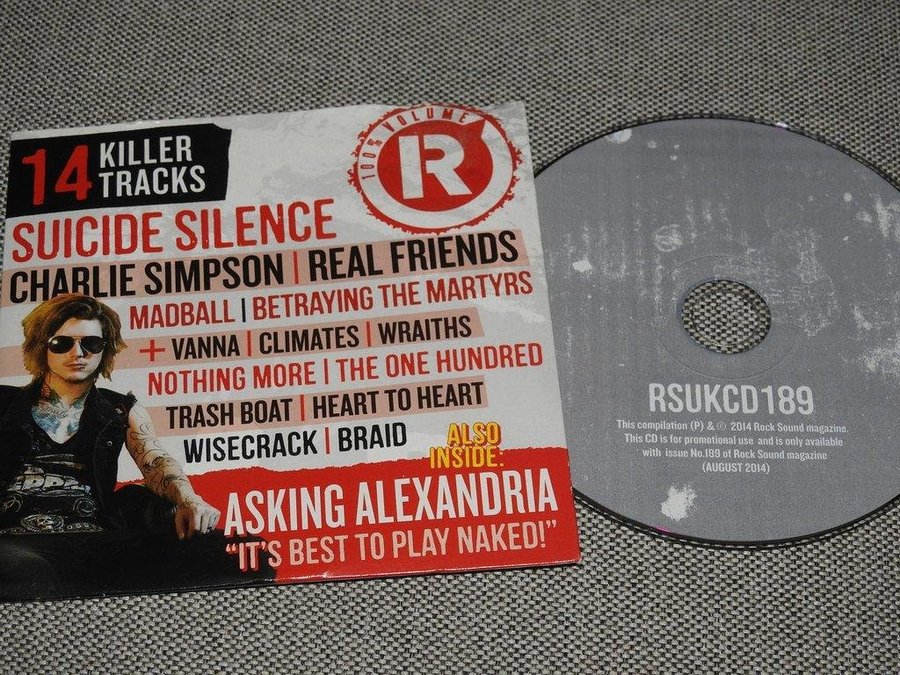 14 KILLER
TRACKS
100% VOLUME
R
SUICIDE SILENCE
CHARLIE SIMPSON | REAL FRIENDS
MADBALL | BETRAYING THE MARTYRS
+ VANNA | CLIMATES | WRAITHS
NOTHING MORE | THE ONE HUNDRED
TRASH BOAT | HEART TO HEART
WISECRACK | BRAID
ALSO
INSIDE:
ASKING ALEXANDRIA
“IT'S BEST TO PLAY NAKED!”
RSUKCD189
This compilation (P) & © 2014 Rock Sound magazine.
This CD is for promotional use and is only available
with issue No.189 of Rock Sound magazine
(AUGUST 2014)